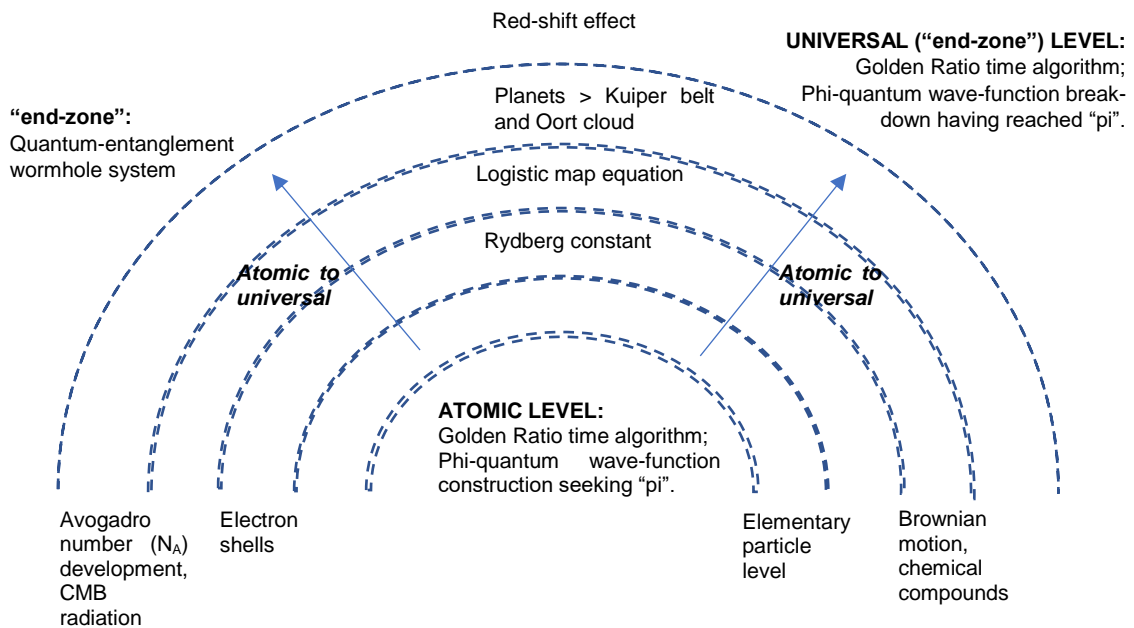 Red-shift effect
UNIVERSAL (“end-zone”) LEVEL:
Golden Ratio time algorithm;
Phi-quantum wave-function break-
down having reached “pi”.
“end-zone”:
Quantum-entanglement
wormhole system
Planets > Kuiper belt
and Oort cloud
Logistic map equation
Rydberg constant
Atomic to
universal
Atomic to
universal
ATOMIC LEVEL:
Golden Ratio time algorithm;
Phi-quantum wave-function
construction seeking “pi”.
Avogadro
number (N_A)
development,
CMB
radiation
Electron
shells
Elementary
particle
level
Brownian
motion,
chemical
compounds